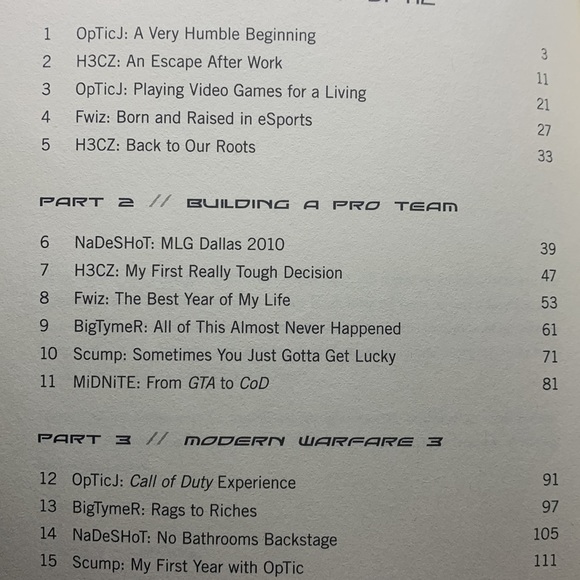 1 OpTicJ: A Very Humble Beginning 3
2 H3CZ: An Escape After Work 11
3 OpTicJ: Playing Video Games for a Living 21
4 Fwiz: Born and Raised in eSports 27
5 H3CZ: Back to Our Roots 33
PART 2 // BUILDING A PRO TEAM
6 NaDeSHoT: MLG Dallas 2010 39
7 H3CZ: My First Really Tough Decision 47
8 Fwiz: The Best Year of My Life 53
9 BigTymeR: All of This Almost Never Happened 61
10 Scump: Sometimes You Just Gotta Get Lucky 71
11 MiDNiTE: From GTA to CoD 81
PART 3 // MODERN WARFARE 3
12 OpTicJ: Call of Duty Experience 91
13 BigTymeR: Rags to Riches 97
14 NaDeSHoT: No Bathrooms Backstage 105
15 Scump: My First Year with OpTic 111